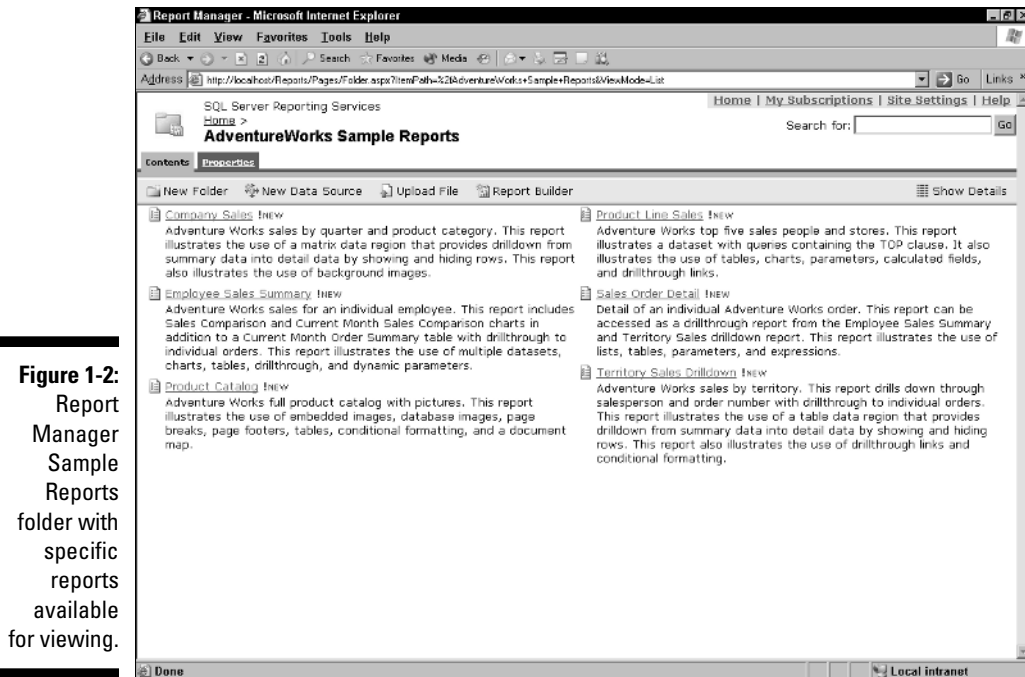 Report Manager - Microsoft Internet Explorer
File Edit View Favorites Tools Help
Back Search Favorites Media
Address http://localhost/Reports/Pages/Folder.aspx?ItemPath=%2fAdventureWorks+Sample+Reports&ViewMode=List Go Links
SQL Server Reporting Services
Home | My Subscriptions | Site Settings | Help
Home >
AdventureWorks Sample Reports
Search for: Go
Contents Properties
New Folder New Data Source Upload File Report Builder Show Details
Company Sales !NEW
Adventure Works sales by quarter and product category. This report
illustrates the use of a matrix data region that provides drilldown from
summary data into detail data by showing and hiding rows. This report
also illustrates the use of background images.
Employee Sales Summary !NEW
Adventure Works sales for an individual employee. This report includes
Sales Comparison and Current Month Sales Comparison charts in
addition to a Current Month Order Summary table with drillthrough to
individual orders. This report illustrates the use of multiple datasets,
charts, tables, drillthrough, and dynamic parameters.
Product Catalog !NEW
Adventure Works full product catalog with pictures. This report
illustrates the use of embedded images, database images, page
breaks, page footers, tables, conditional formatting, and a document
map.
Product Line Sales !NEW
Adventure Works top five sales people and stores. This report
illustrates a dataset with queries containing the TOP clause. It also
illustrates the use of tables, charts, parameters, calculated fields,
and drillthrough links.
Sales Order Detail !NEW
Detail of an individual Adventure Works order. This report can be
accessed as a drillthrough report from the Employee Sales Summary
and Territory Sales drilldown report. This report illustrates the use of
lists, tables, parameters, and expressions.
Territory Sales Drilldown !NEW
Adventure Works sales by territory. This report drills down through
salesperson and order number with drillthrough to individual orders.
This report illustrates the use of a table data region that provides
drilldown from summary data into detail data by showing and hiding
rows. This report also illustrates the use of drillthrough links and
conditional formatting.
Done Local intranet
Figure 1-2:
Report
Manager
Sample
Reports
folder with
specific
reports
available
for viewing.